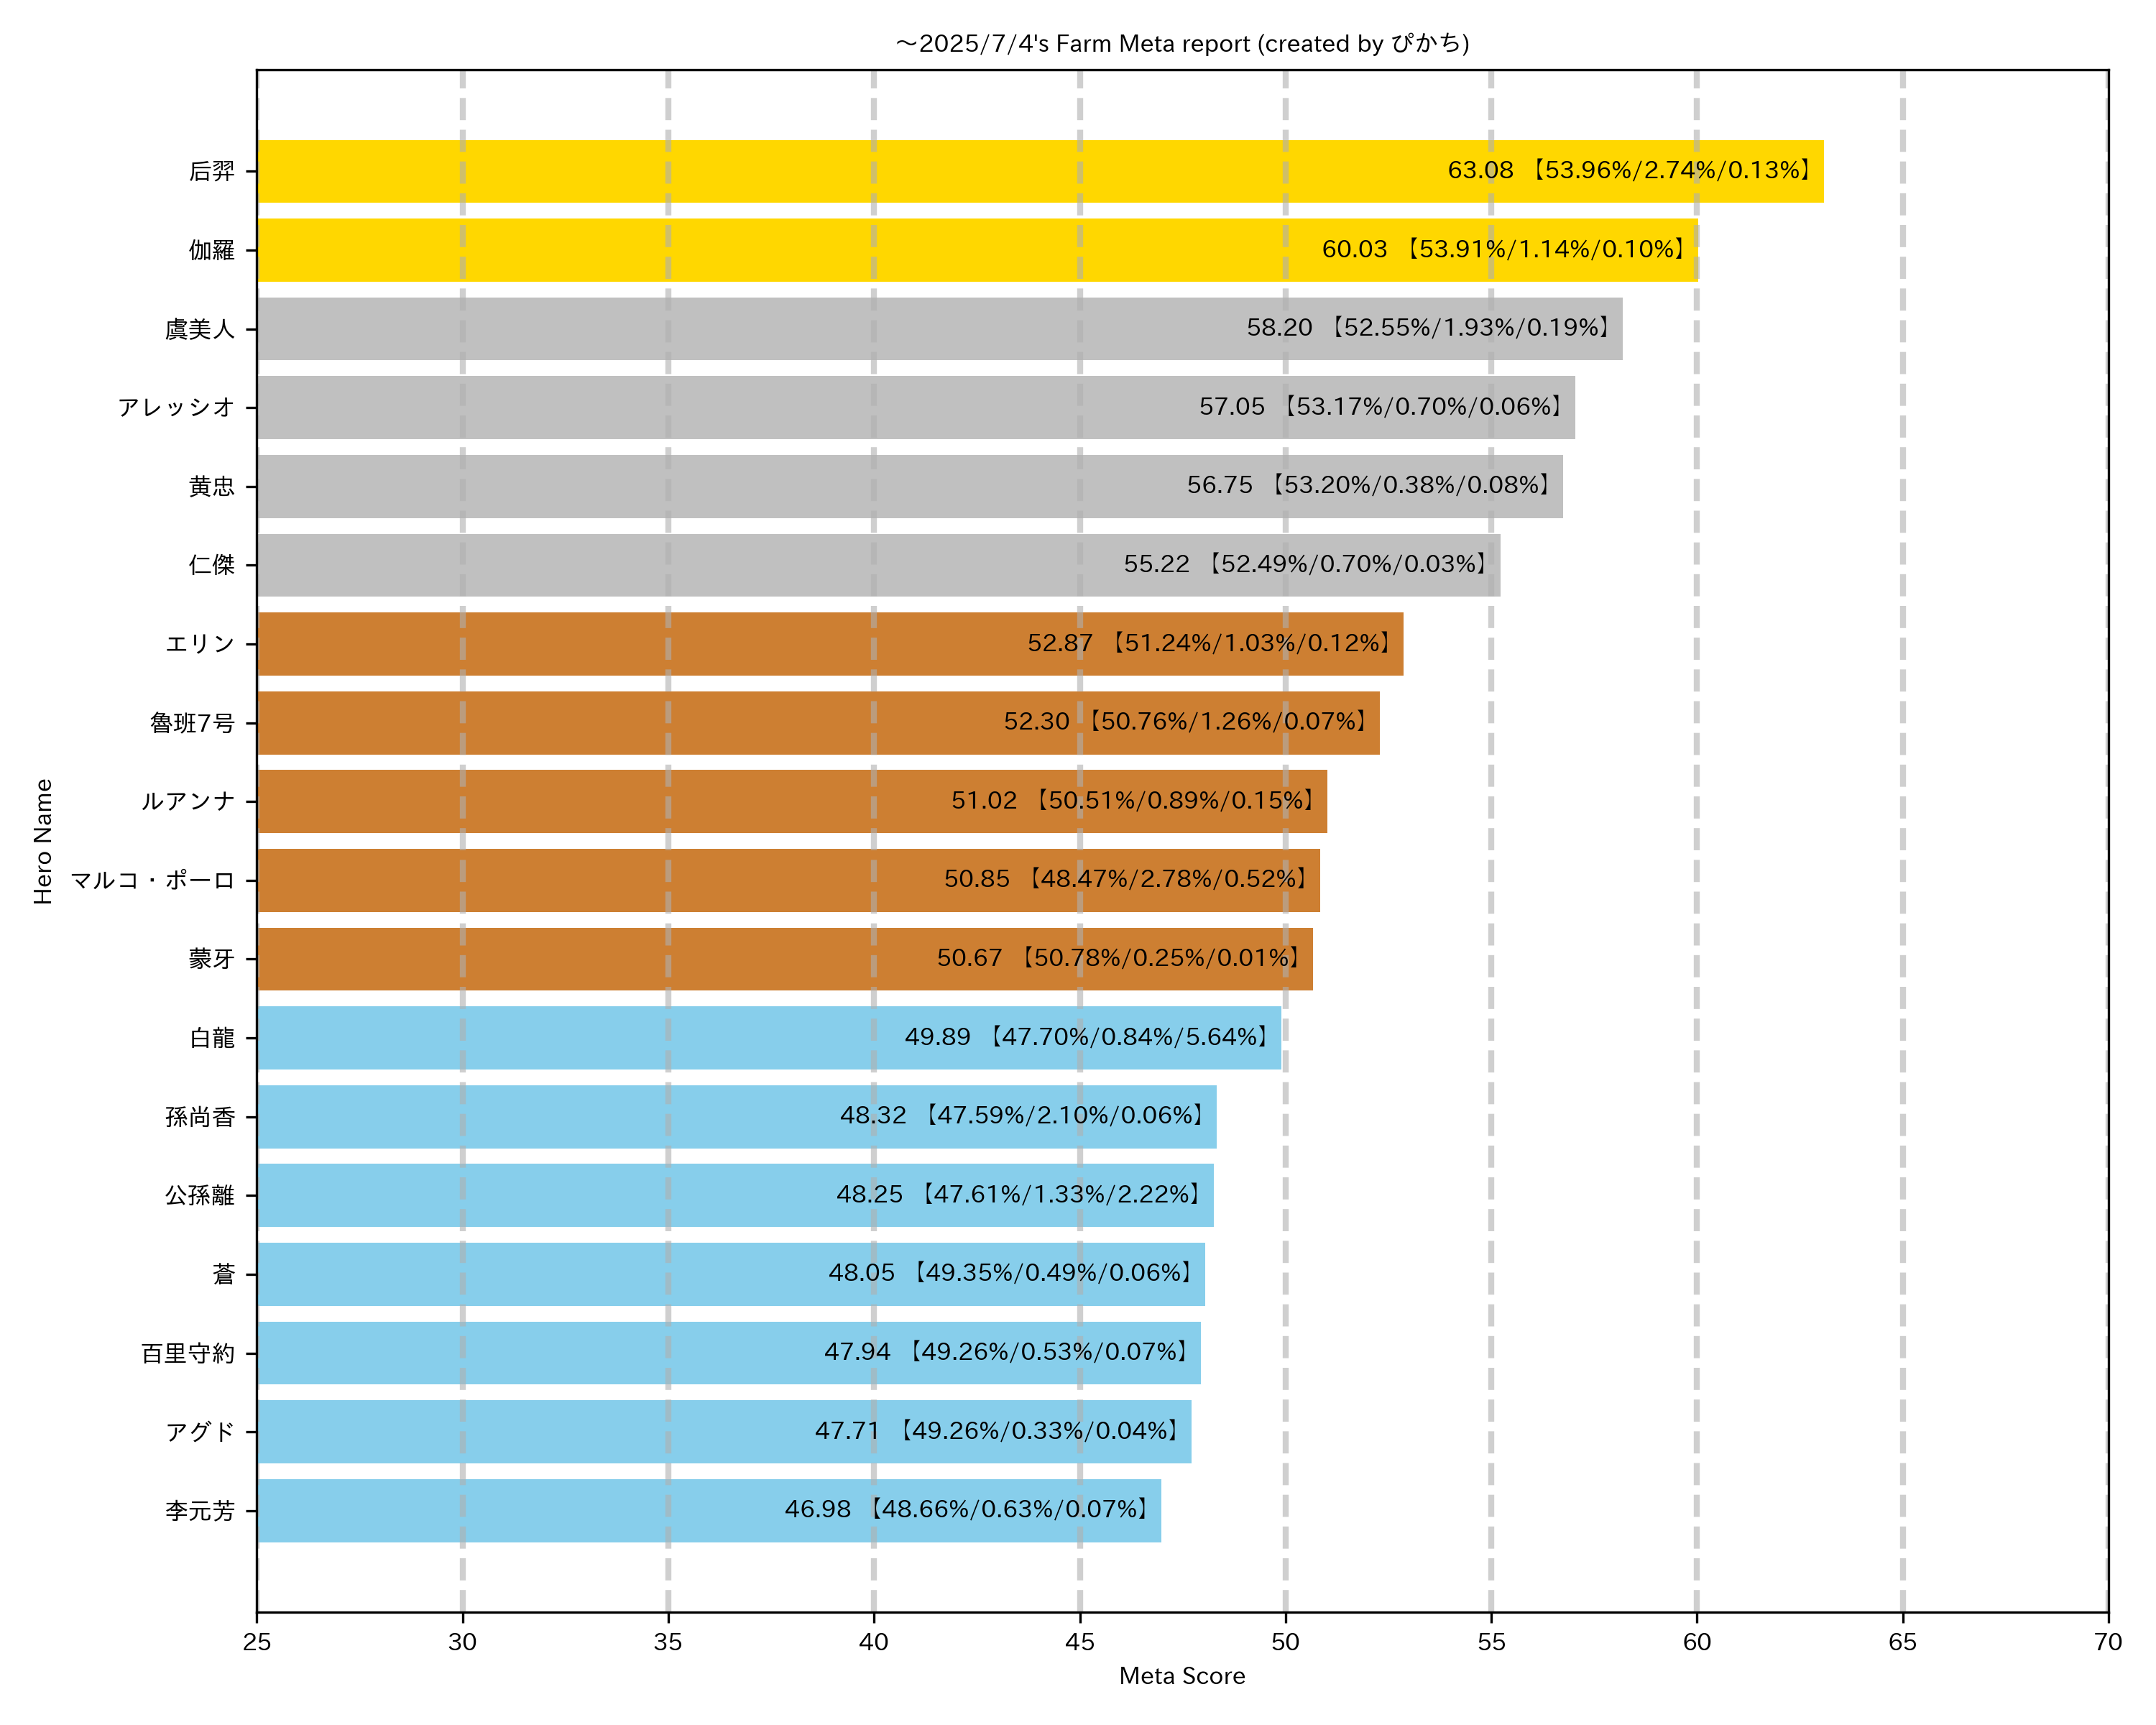 ～2025/7/4's Farm Meta report (created by ぴかち)
后羿 63.08 【53.96%/2.74%/0.13%】
伽羅 60.03 【53.91%/1.14%/0.10%】
虞美人 58.20 【52.55%/1.93%/0.19%】
アレッシオ 57.05 【53.17%/0.70%/0.06%】
黄忠 56.75 【53.20%/0.38%/0.08%】
仁傑 55.22 【52.49%/0.70%/0.03%】
エリン 52.87 【51.24%/1.03%/0.12%】
魯班7号 52.30 【50.76%/1.26%/0.07%】
ルアンナ 51.02 【50.51%/0.89%/0.15%】
マルコ・ポーロ 50.85 【48.47%/2.78%/0.52%】
蒙牙 50.67 【50.78%/0.25%/0.01%】
白龍 49.89 【47.70%/0.84%/5.64%】
孫尚香 48.32 【47.59%/2.10%/0.06%】
公孫離 48.25 【47.61%/1.33%/2.22%】
蒼 48.05 【49.35%/0.49%/0.06%】
百里守約 47.94 【49.26%/0.53%/0.07%】
アグド 47.71 【49.26%/0.33%/0.04%】
李元芳 46.98 【48.66%/0.63%/0.07%】
Hero Name
25 30 35 40 45 50 55 60 65 70
Meta Score